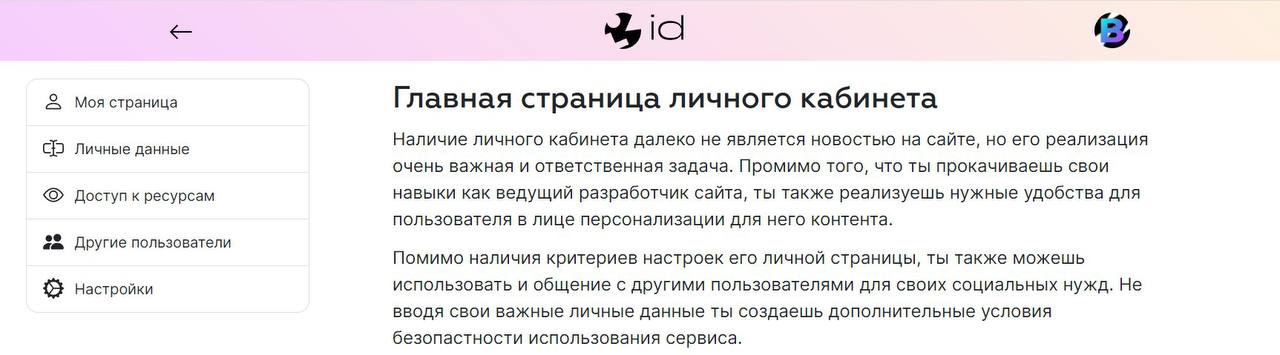 id
B
Моя страница
Личные данные
Доступ к ресурсам
Другие пользователи
Настройки
Главная страница личного кабинета
Наличие личного кабинета далеко не является новостью на сайте, но его реализация
очень важная и ответственная задача. Промимо того, что ты прокачиваешь свои
навыки как ведущий разработчик сайта, ты также реализуешь нужные удобства для
пользователя в лице персонализации для него контента.
Помимо наличия критериев настроек его личной страницы, ты также можешь
использовать и общение с другими пользователями для своих социальных нужд. Не
вводя свои важные личные данные ты создаешь дополнительные условия
безопастности использования сервиса.